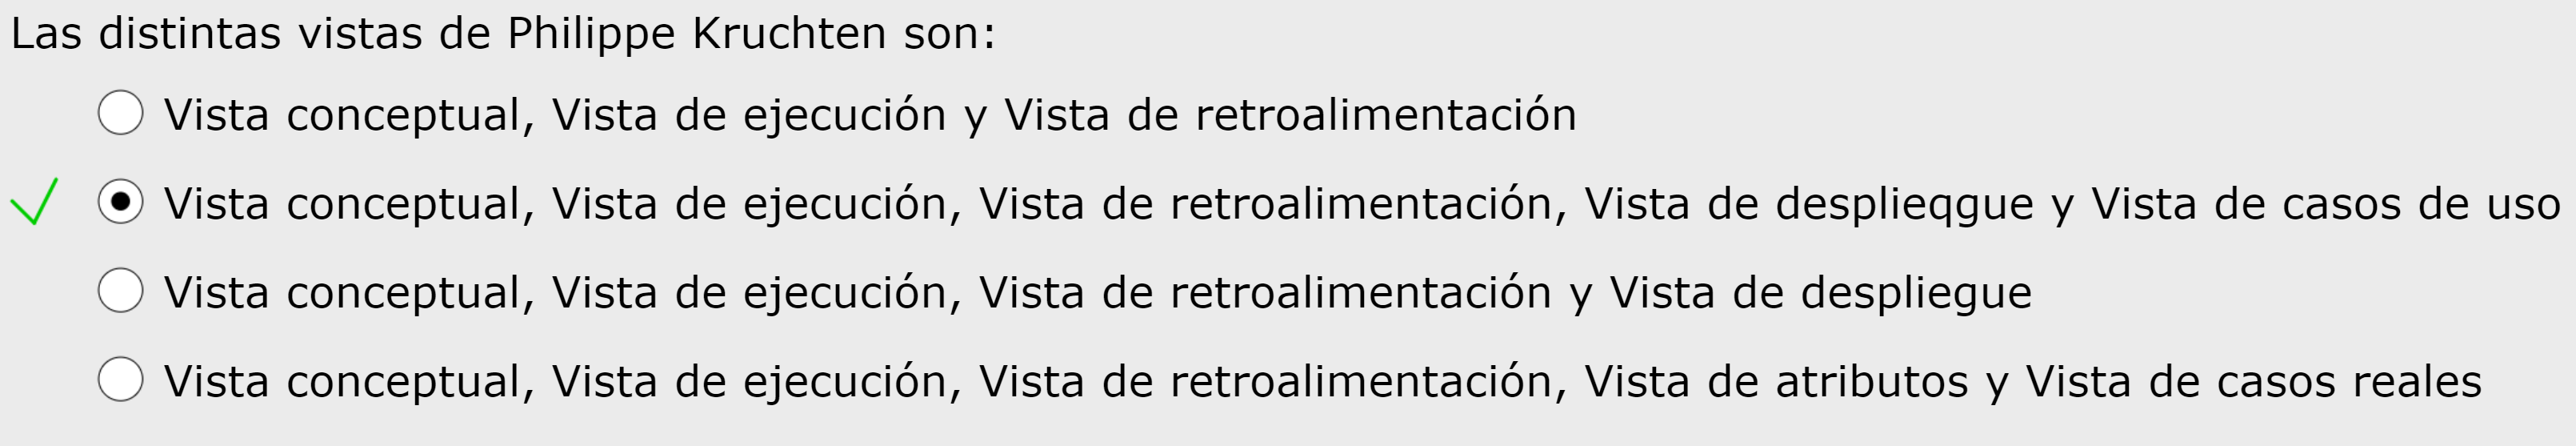 Las distintas vistas de Philippe Kruchten son:
Vista conceptual, Vista de ejecución y Vista de retroalimentación
Vista conceptual, Vista de ejecución, Vista de retroalimentación, Vista de desplieqgue y Vista de casos de uso
Vista conceptual, Vista de ejecución, Vista de retroalimentación y Vista de despliegue
Vista conceptual, Vista de ejecución, Vista de retroalimentación, Vista de atributos y Vista de casos reales